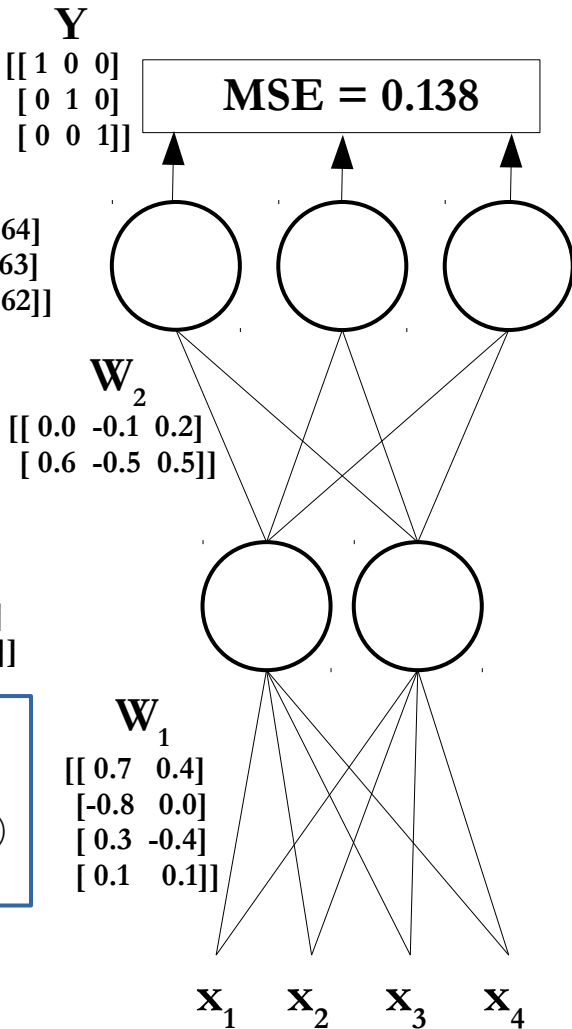 Y
[[ 1 0 0]
[ 0 1 0]
[ 0 0 1]]
MSE = 0.138
64]
63]
62]]
W2
[[ 0.0 -0.1 0.2]
[ 0.6 -0.5 0.5]]
]
]]
W1
[[ 0.7 0.4]
[-0.8 0.0]
[ 0.3 -0.4]
[ 0.1 0.1]]
)
x1 x2 x3 x4